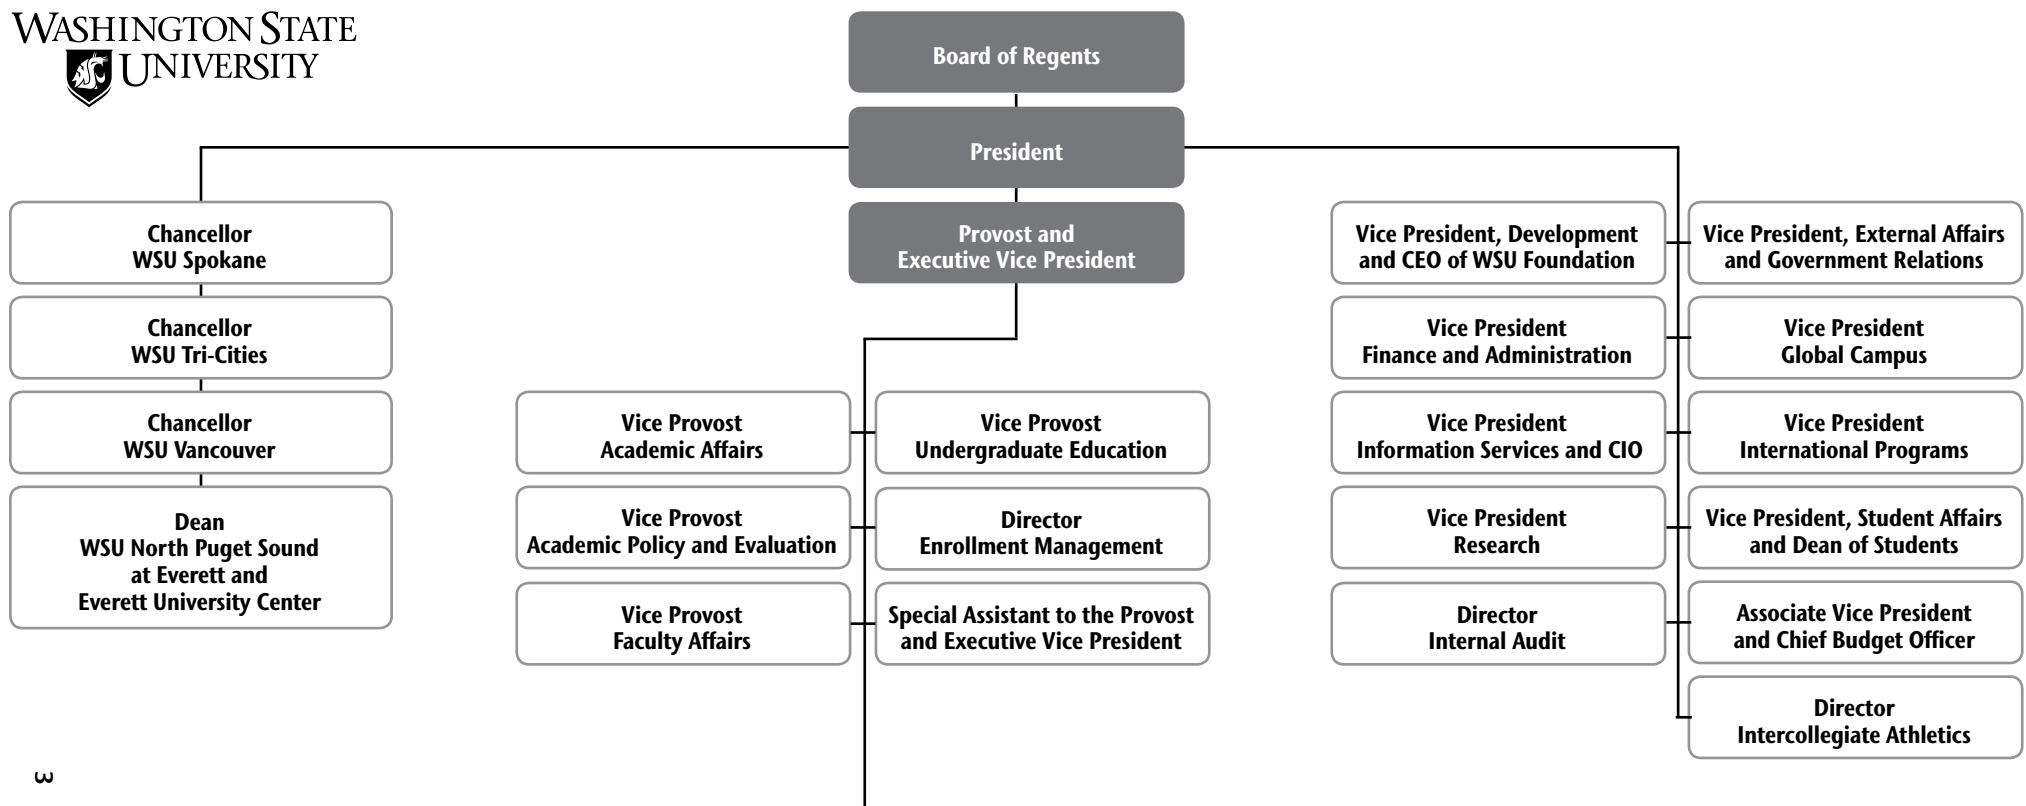 WASHINGTON STATE
UNIVERSITY
Board of Regents
President
Provost and
Executive Vice President
Chancellor
WSU Spokane
Chancellor
WSU Tri-Cities
Chancellor
WSU Vancouver
Dean
WSU North Puget Sound
at Everett and
Everett University Center
Vice Provost
Academic Affairs
Vice Provost
Undergraduate Education
Vice Provost
Academic Policy and Evaluation
Director
Enrollment Management
Vice Provost
Faculty Affairs
Special Assistant to the Provost
and Executive Vice President
Vice President, Development
and CEO of WSU Foundation
Vice President, External Affairs
and Government Relations
Vice President
Finance and Administration
Vice President
Global Campus
Vice President
Information Services and CIO
Vice President
International Programs
Vice President
Research
Vice President, Student Affairs
and Dean of Students
Director
Internal Audit
Associate Vice President
and Chief Budget Officer
Director
Intercollegiate Athletics
3